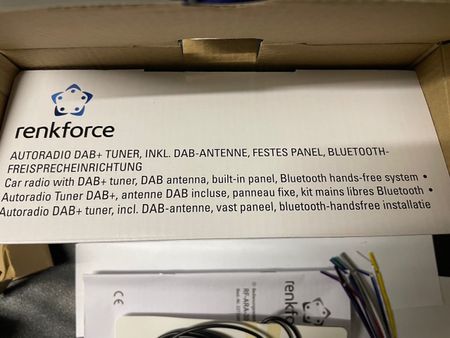 renkforce
AUTORADIO DAB+ TUNER, INKL. DAB-ANTENNE, FESTES PANEL, BLUETOOTH-
FREISPRECHEINRICHTUNG
Car radio with DAB+ tuner, DAB antenna, built-in panel, Bluetooth hands-free system •
Autoradio Tuner DAB+, antenne DAB incluse, panneau fixe, kit mains libres Bluetooth •
Autoradio DAB+ tuner, incl. DAB-antenne, vast paneel, bluetooth-handsfree installatie
CE
renkforce